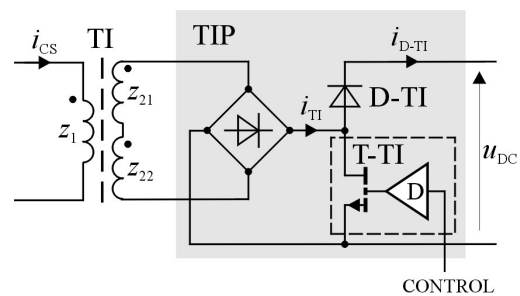 i_CS
TI
TIP
i_D-TI
z_21
i_TI
D-TI
z_1
T-TI
u_DC
z_22
D
CONTROL